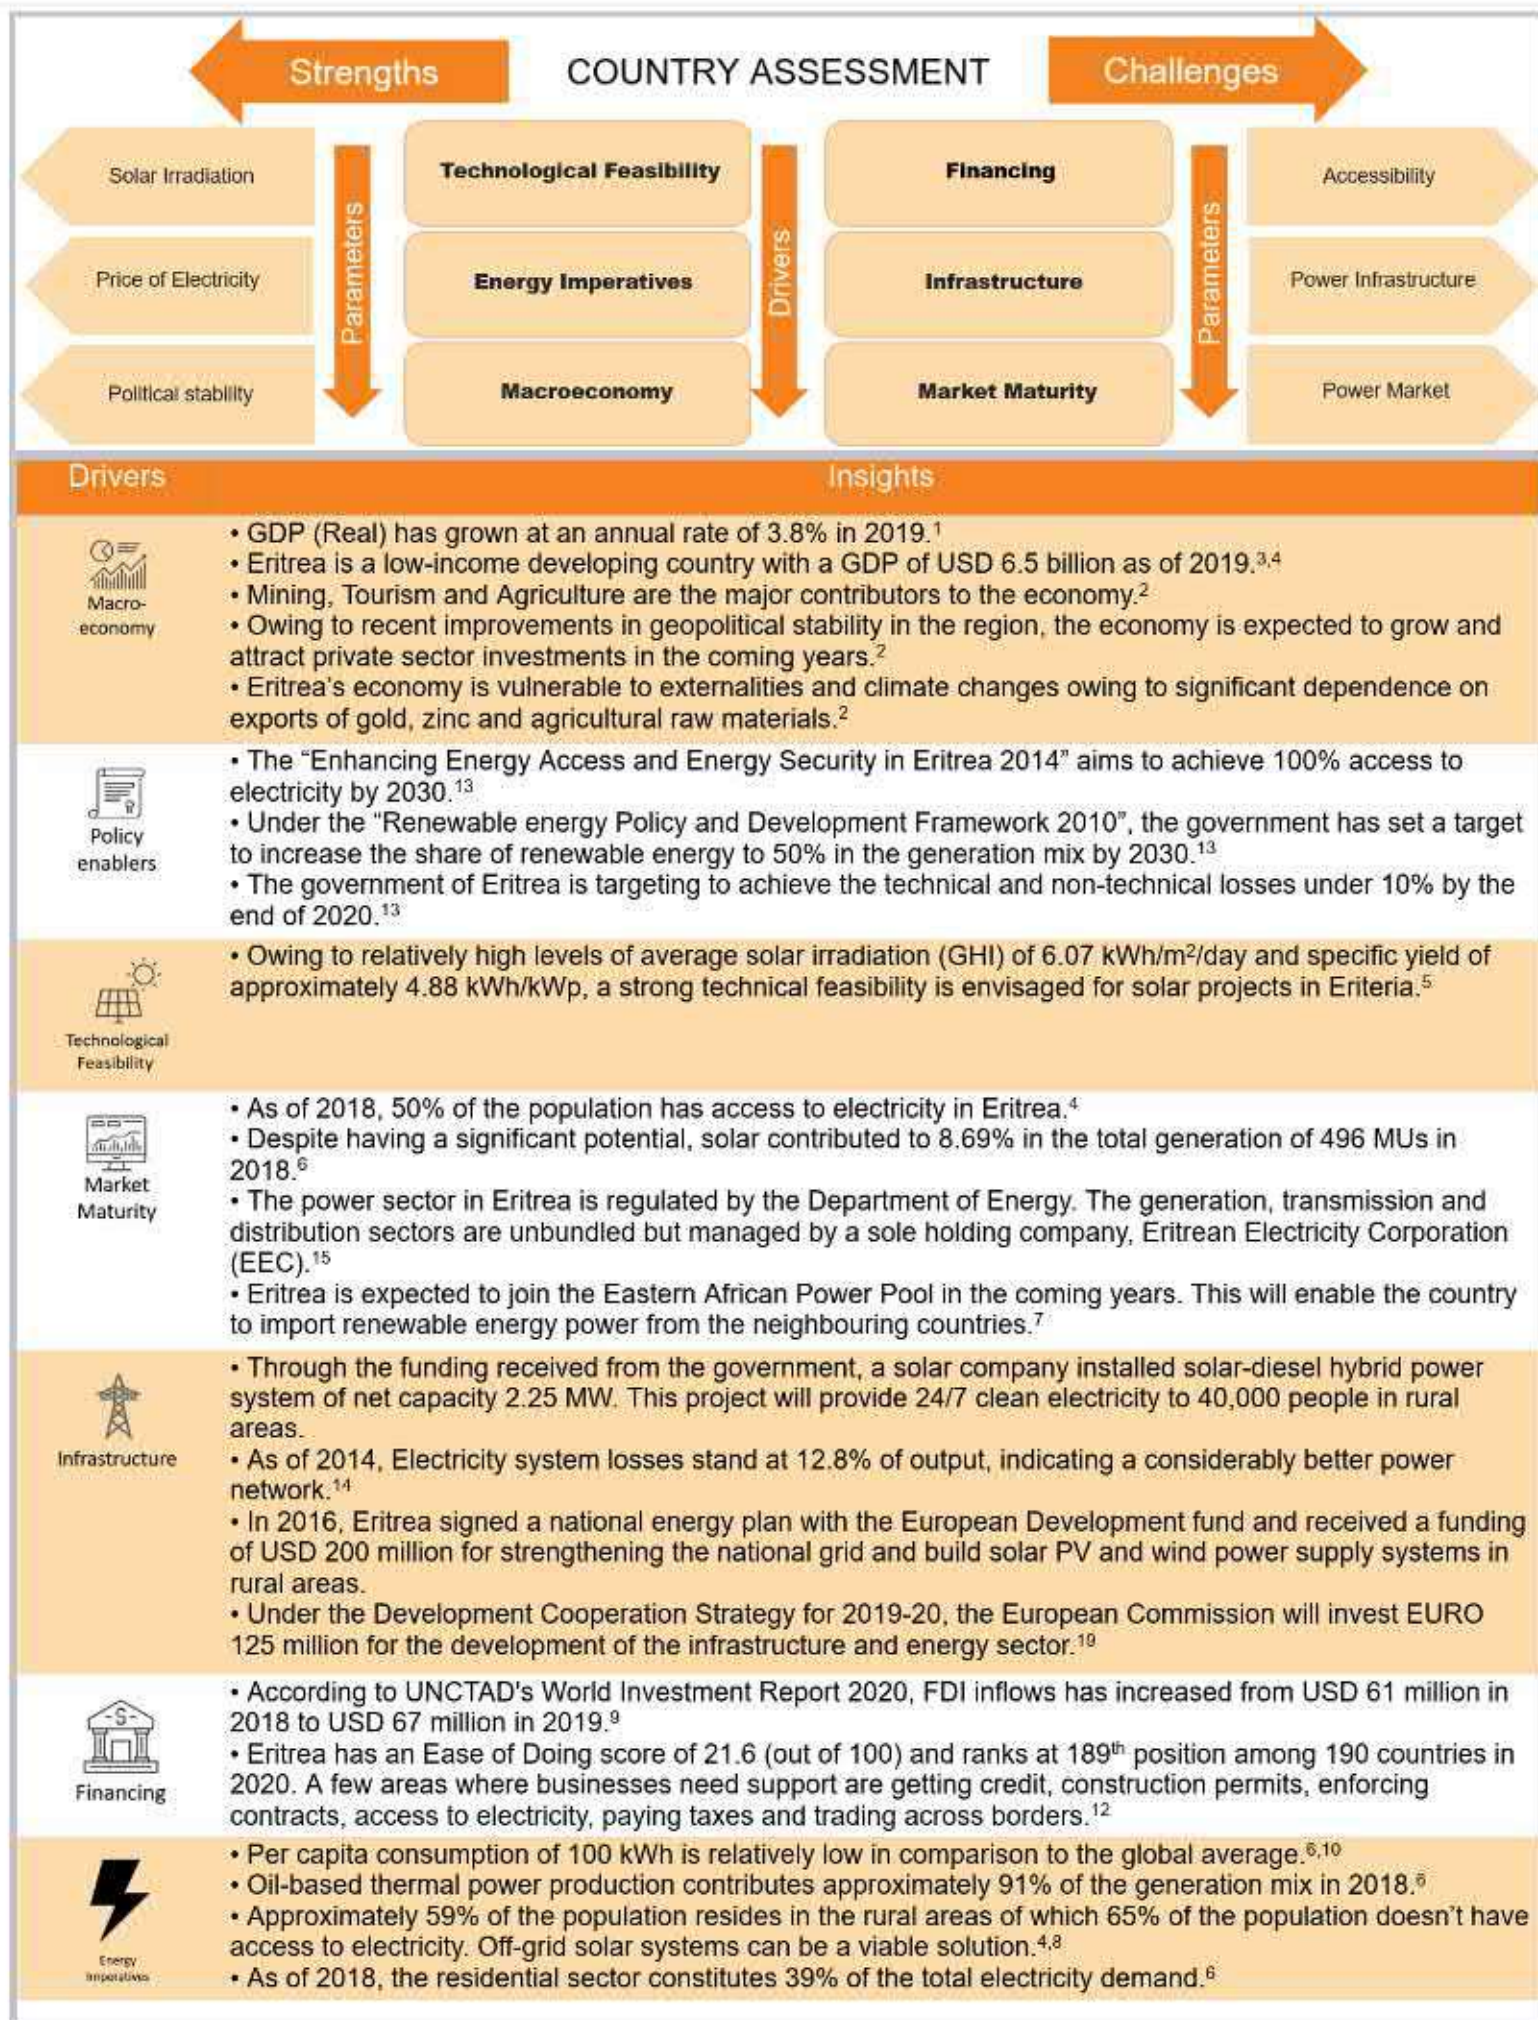 Strengths
COUNTRY ASSESSMENT
Challenges
Solar Irradiation
Technological Feasibility
Financing
Accessibility
Price of Electricity
Energy Imperatives
Infrastructure
Power Infrastructure
Political stability
Macroeconomy
Market Maturity
Power Market
Parameters
Drivers
Parameters
Drivers
Insights
Macro-
economy
• GDP (Real) has grown at an annual rate of 3.8% in 2019.¹
• Eritrea is a low-income developing country with a GDP of USD 6.5 billion as of 2019.³,⁴
• Mining, Tourism and Agriculture are the major contributors to the economy.²
• Owing to recent improvements in geopolitical stability in the region, the economy is expected to grow and
attract private sector investments in the coming years.²
• Eritrea's economy is vulnerable to externalities and climate changes owing to significant dependence on
exports of gold, zinc and agricultural raw materials.²
Policy
enablers
• The “Enhancing Energy Access and Energy Security in Eritrea 2014” aims to achieve 100% access to
electricity by 2030.¹³
• Under the “Renewable energy Policy and Development Framework 2010”, the government has set a target
to increase the share of renewable energy to 50% in the generation mix by 2030.¹³
• The government of Eritrea is targeting to achieve the technical and non-technical losses under 10% by the
end of 2020.¹³
Technological
Feasibility
• Owing to relatively high levels of average solar irradiation (GHI) of 6.07 kWh/m²/day and specific yield of
approximately 4.88 kWh/kWp, a strong technical feasibility is envisaged for solar projects in Eriteria.⁵
Market
Maturity
• As of 2018, 50% of the population has access to electricity in Eritrea.⁴
• Despite having a significant potential, solar contributed to 8.69% in the total generation of 496 MUs in
2018.⁶
• The power sector in Eritrea is regulated by the Department of Energy. The generation, transmission and
distribution sectors are unbundled but managed by a sole holding company, Eritrean Electricity Corporation
(EEC).¹⁵
• Eritrea is expected to join the Eastern African Power Pool in the coming years. This will enable the country
to import renewable energy power from the neighbouring countries.⁷
Infrastructure
• Through the funding received from the government, a solar company installed solar-diesel hybrid power
system of net capacity 2.25 MW. This project will provide 24/7 clean electricity to 40,000 people in rural
areas.
• As of 2014, Electricity system losses stand at 12.8% of output, indicating a considerably better power
network.¹⁴
• In 2016, Eritrea signed a national energy plan with the European Development fund and received a funding
of USD 200 million for strengthening the national grid and build solar PV and wind power supply systems in
rural areas.
• Under the Development Cooperation Strategy for 2019-20, the European Commission will invest EURO
125 million for the development of the infrastructure and energy sector.¹⁹
-S-
Financing
• According to UNCTAD's World Investment Report 2020, FDI inflows has increased from USD 61 million in
2018 to USD 67 million in 2019.⁹
• Eritrea has an Ease of Doing score of 21.6 (out of 100) and ranks at 189ᵗʰ position among 190 countries in
2020. A few areas where businesses need support are getting credit, construction permits, enforcing
contracts, access to electricity, paying taxes and trading across borders.¹²
Energy
Imperatives
• Per capita consumption of 100 kWh is relatively low in comparison to the global average.⁶,¹⁰
• Oil-based thermal power production contributes approximately 91% of the generation mix in 2018.⁶
• Approximately 59% of the population resides in the rural areas of which 65% of the population doesn't have
access to electricity. Off-grid solar systems can be a viable solution.⁴,⁸
• As of 2018, the residential sector constitutes 39% of the total electricity demand.⁶